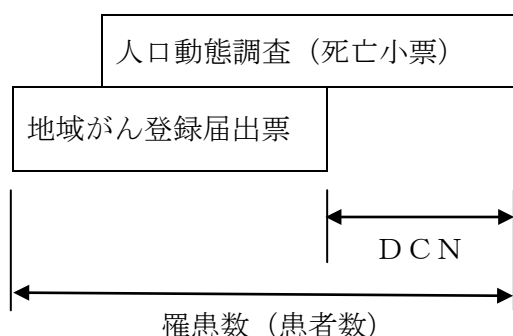 人口動態調査（死亡小票）
地域がん登録届出票
ＤＣＮ
罹患数（患者数）